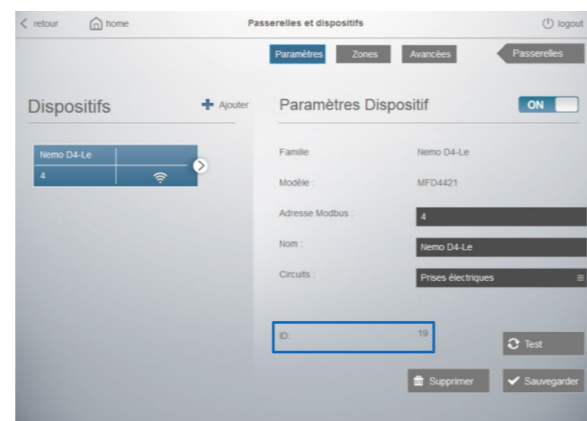 retour home Passerelles et dispositifs logout
Paramètres Zones Avancées Passerelles
Dispositifs Ajouter Paramètres Dispositif ON
Nemo D4-Le
4
Famille Nemo D4-Le
Modèle : MFD4421
Adresse Modbus : 4
Nom : Nemo D4-Le
Circuits : Prises électriques
ID: 19
Test
Supprimer Sauvegarder